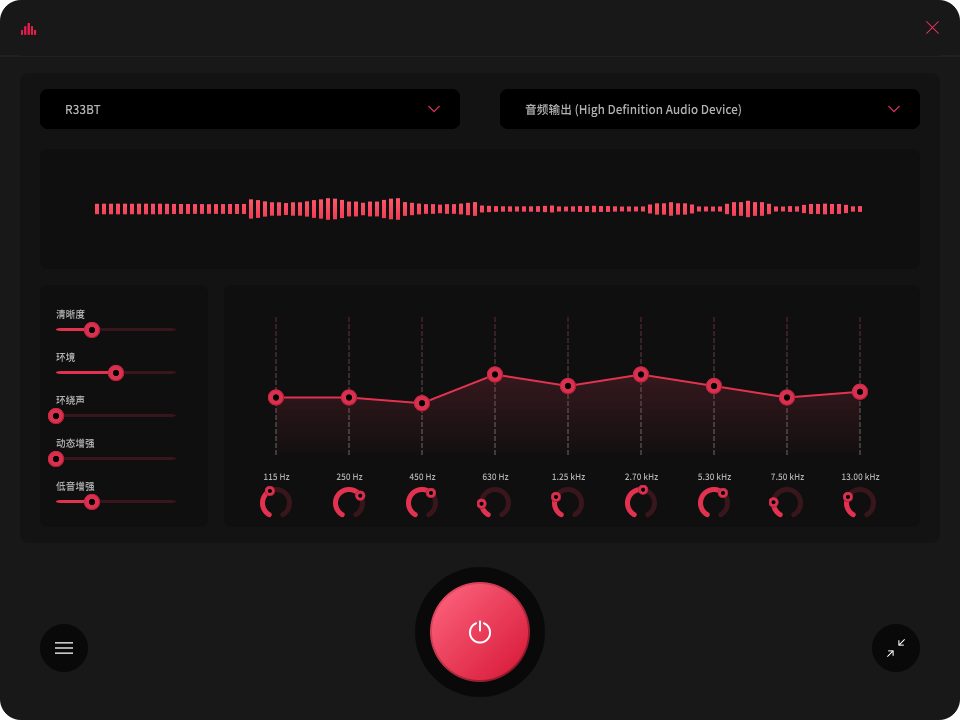 R33BT
音频输出 (High Definition Audio Device)
清晰度
环境
环绕声
动态增强
低音增强
115 Hz 250 Hz 450 Hz 630 Hz 1.25 kHz 2.70 kHz 5.30 kHz 7.50 kHz 13.00 kHz